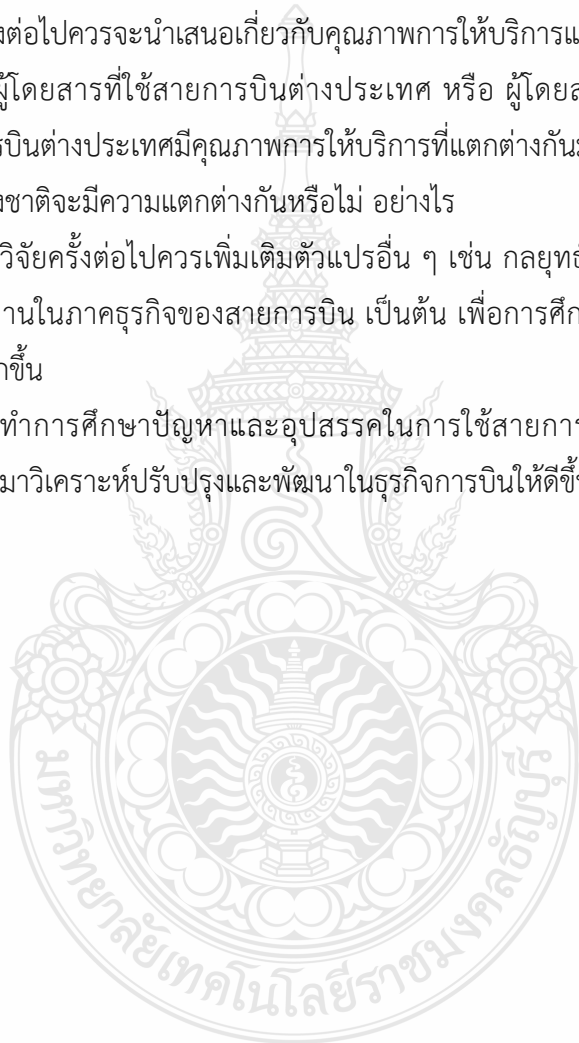 งต่อไปควรจะนำเสนอเกี่ยวกับคุณภาพการให้บริการแ
ผู้โดยสารที่ใช้สายการบินต่างประเทศ หรือ ผู้โดยส
รบินต่างประเทศมีคุณภาพการให้บริการที่แตกต่างกัน
งชาติจะมีความแตกต่างกันหรือไม่ อย่างไร
วิจัยครั้งต่อไปควรเพิ่มเติมตัวแปรอื่น ๆ เช่น กลยุทธ์
านในภาคธุรกิจของสายการบิน เป็นต้น เพื่อการศึก
กขึ้น
ทำการศึกษาปัญหาและอุปสรรคในการใช้สายการ
มาวิเคราะห์ปรับปรุงและพัฒนาในธุรกิจการบินให้ดีขึ้น
มหาวิทยาลัยเทคโนโลยีราชมงคลธัญบุรี